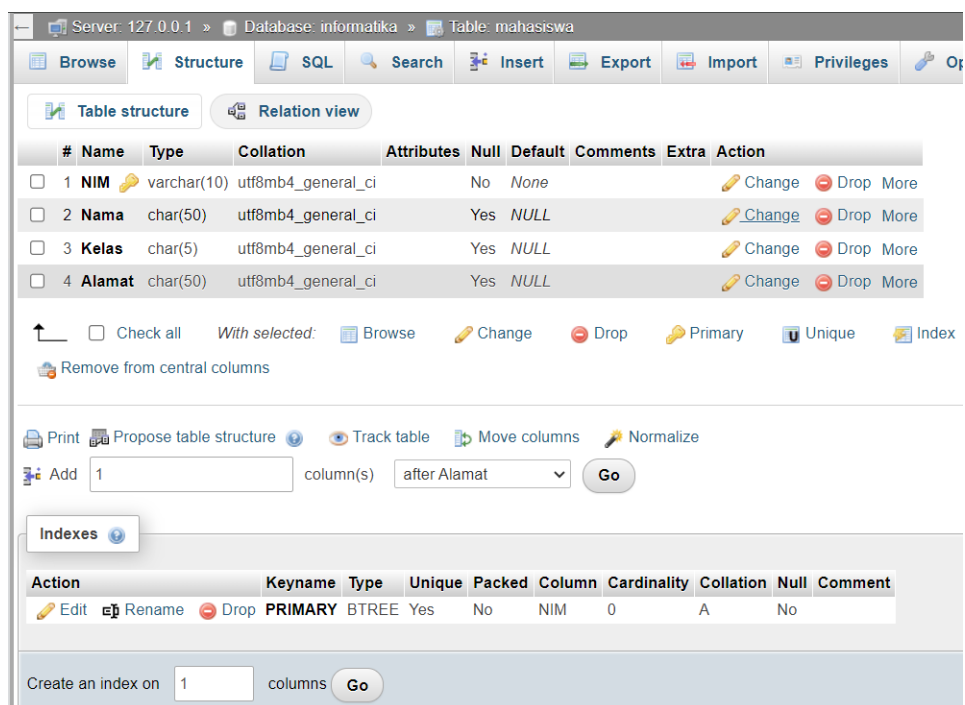 Server: 127.0.0.1 » Database: informatika » Table: mahasiswa
Browse Structure SQL Search Insert Export Import Privileges Op
Table structure Relation view
# Name Type Collation Attributes Null Default Comments Extra Action
1 NIM varchar(10) utf8mb4_general_ci No None Change Drop More
2 Nama char(50) utf8mb4_general_ci Yes NULL Change Drop More
3 Kelas char(5) utf8mb4_general_ci Yes NULL Change Drop More
4 Alamat char(50) utf8mb4_general_ci Yes NULL Change Drop More
Check all With selected: Browse Change Drop Primary Unique Index
Remove from central columns
Print Propose table structure Track table Move columns Normalize
Add 1 column(s) after Alamat Go
Indexes
Action Keyname Type Unique Packed Column Cardinality Collation Null Comment
Edit Rename Drop PRIMARY BTREE Yes No NIM 0 A No
Create an index on 1 columns Go